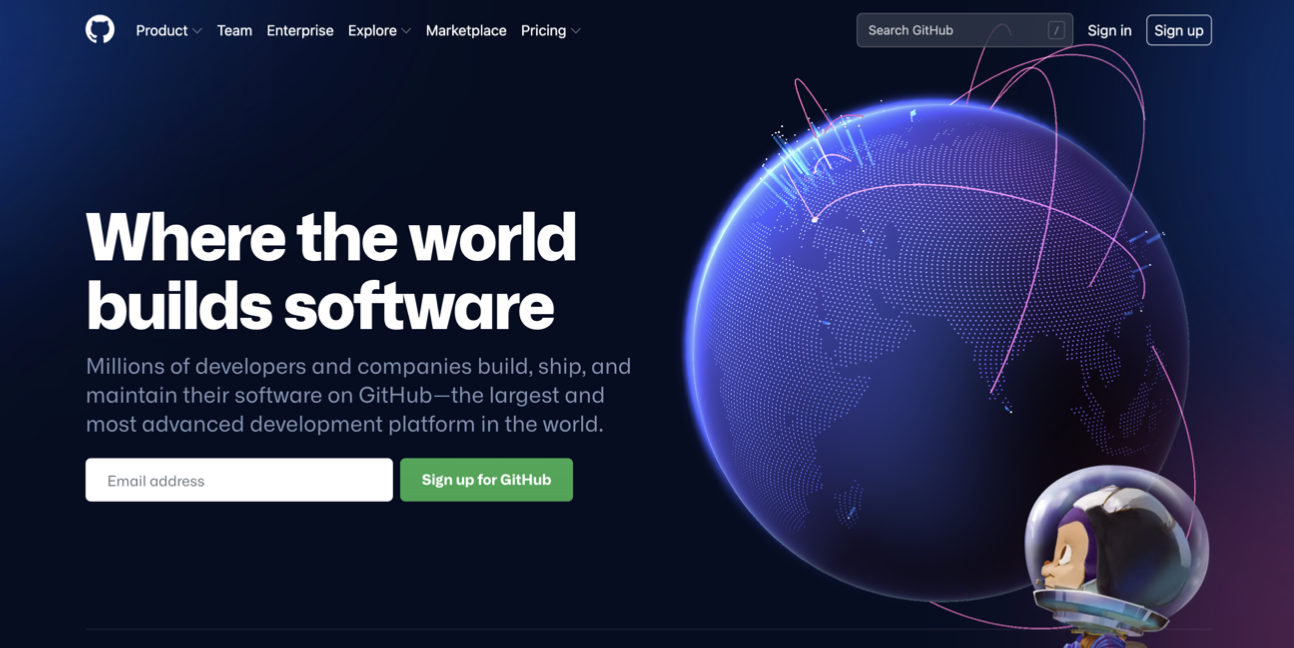 Product Team Enterprise Explore Marketplace Pricing Search GitHub / Sign in Sign up
Where the world
builds software
Millions of developers and companies build, ship, and
maintain their software on GitHub—the largest and
most advanced development platform in the world.
Email address Sign up for GitHub